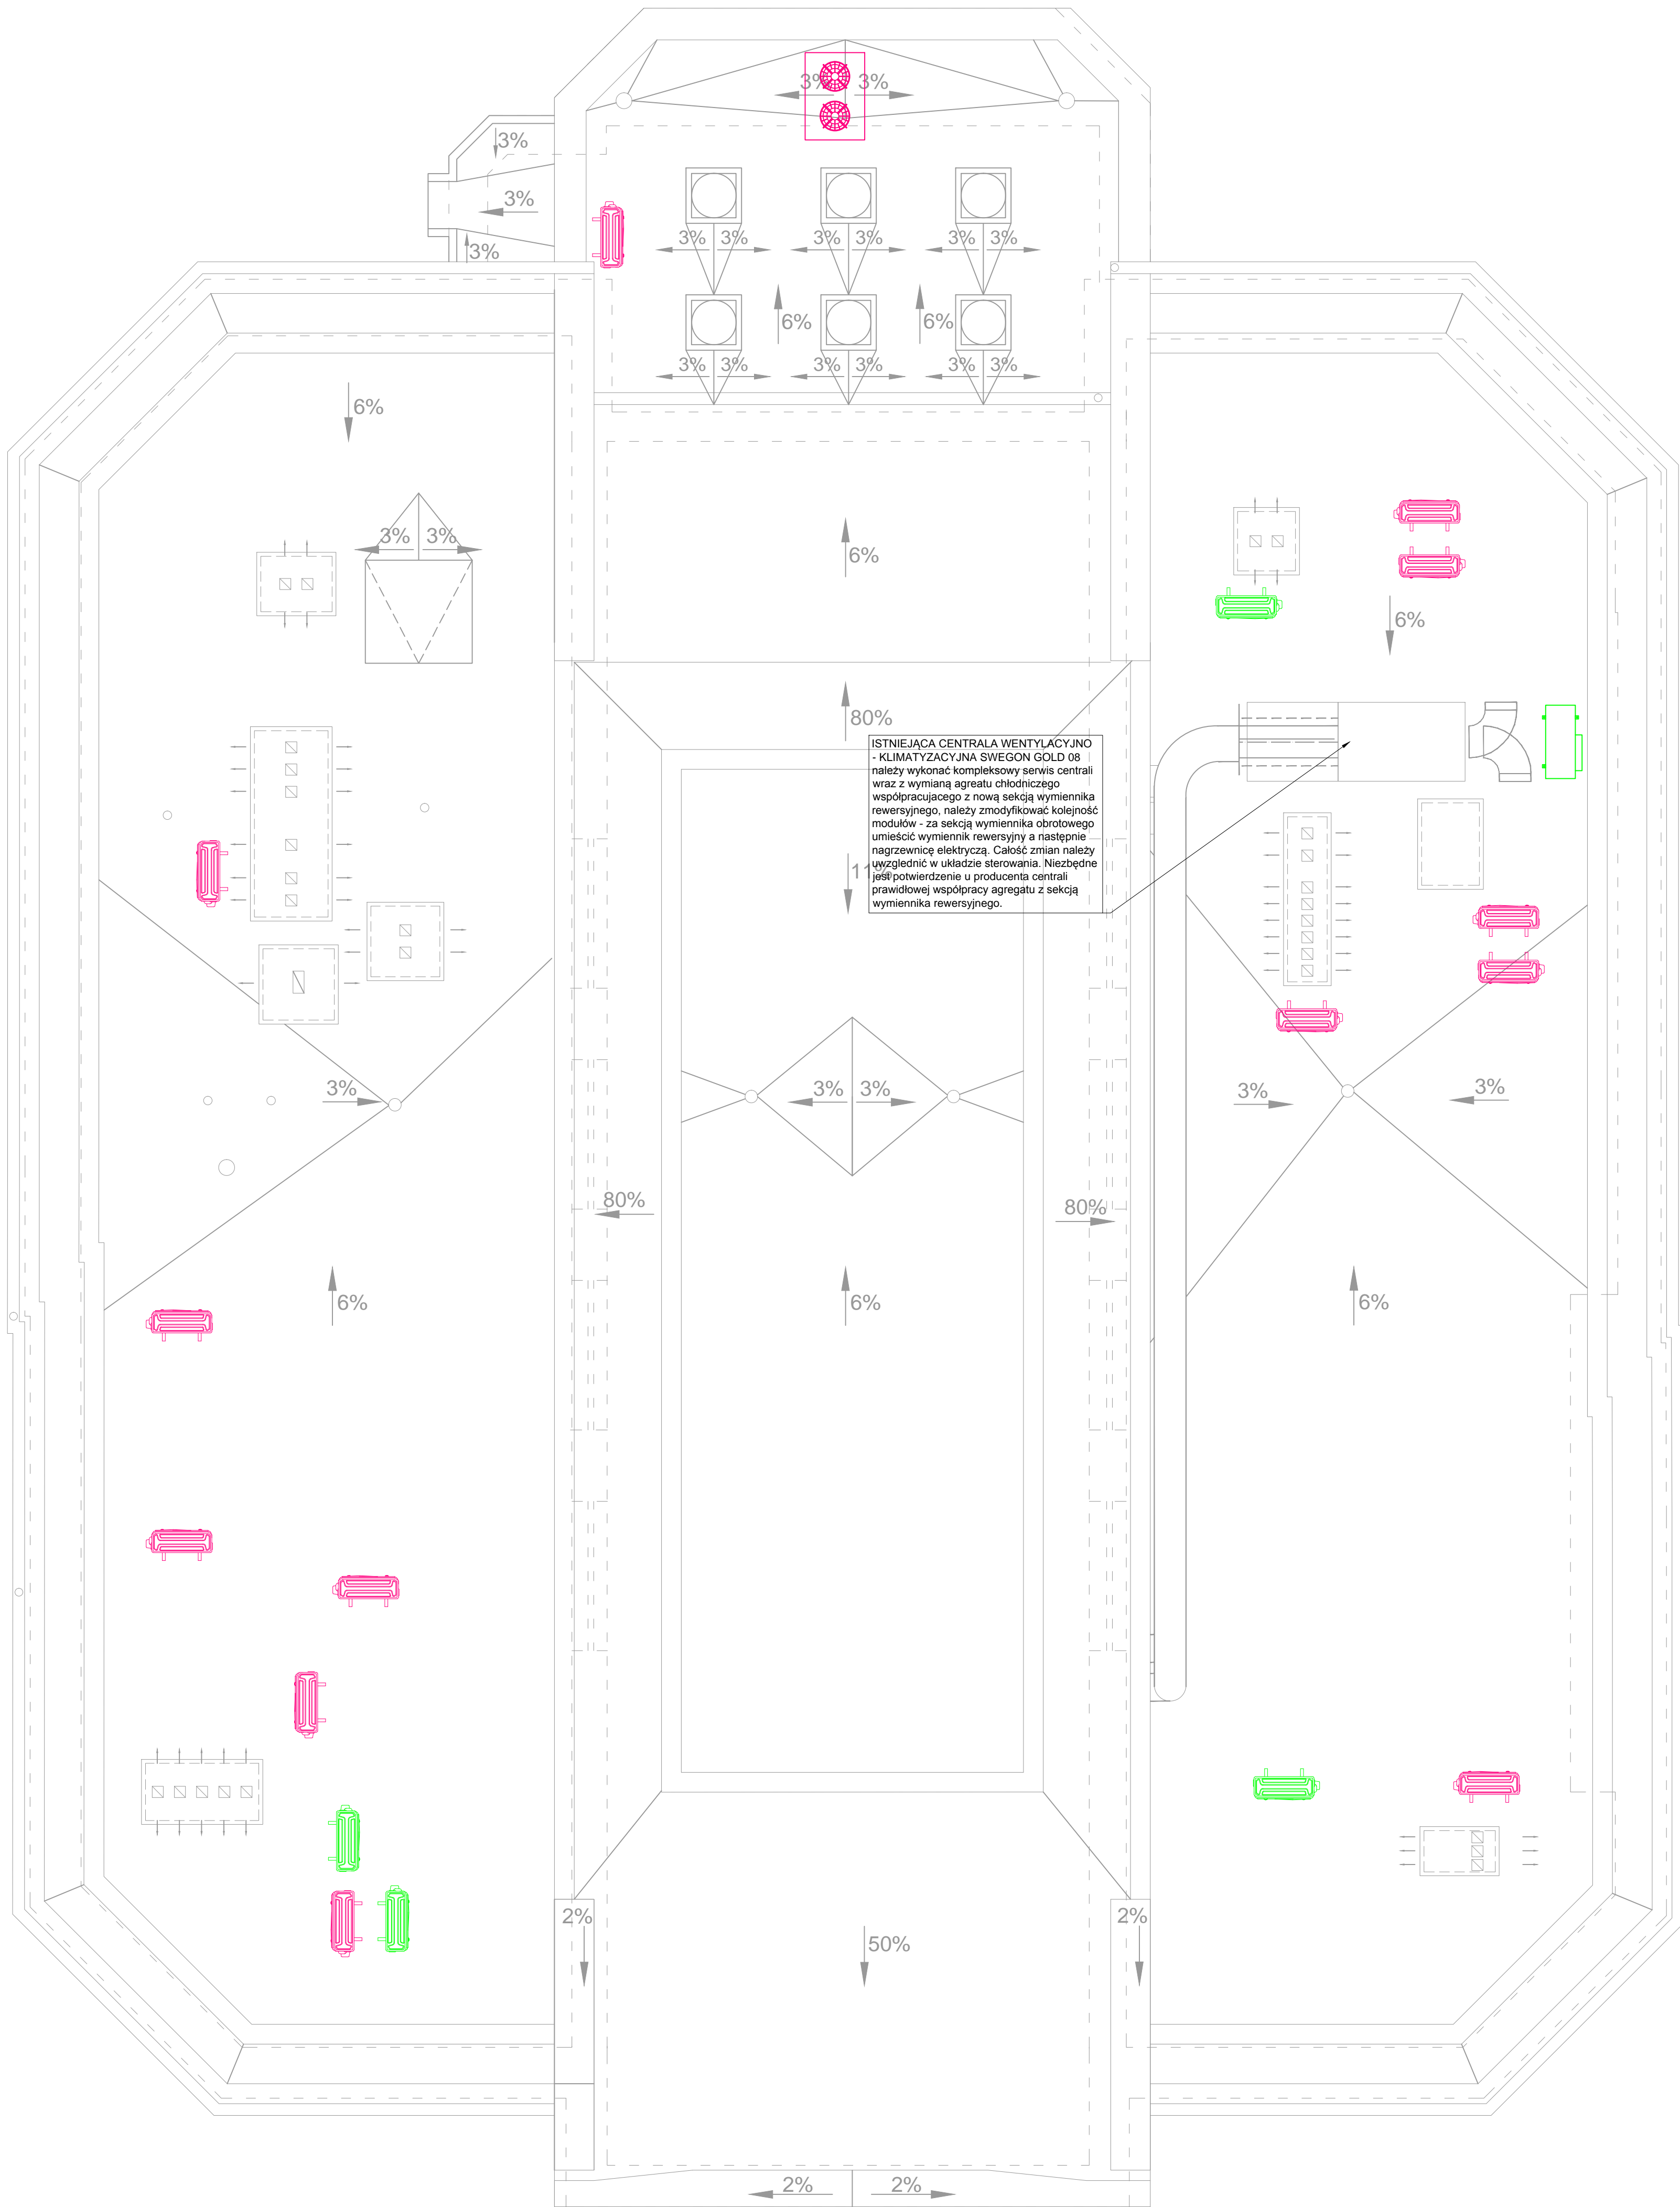 3% 3%
3%
3%
3%
3% 3% 3% 3% 3% 3%
6% 6%
3% 3% 3% 3% 3% 3%
6%
3% 3%
6%
6%
80%
ISTNIEJĄCA CENTRALA WENTYLACYJNO
- KLIMATYZACYJNA SWEGON GOLD 08
należy wykonać kompleksowy serwis centrali
wraz z wymianą agreatu chłodniczego
współpracujacego z nową sekcją wymiennika
rewersyjnego, należy zmodyfikować kolejność
modułów - za sekcją wymiennika obrotowego
umieścić wymiennik rewersyjny a następnie
nagrzewnicę elektryczą. Całość zmian należy
uwzglednić w układzie sterowania. Niezbędne
jest potwierdzenie u producenta centrali
prawidłowej współpracy agregatu z sekcją
wymiennika rewersyjnego.
11%
3% 3% 3% 3% 3%
80% 80%
6% 6% 6%
2% 2%
50%
2% 2%